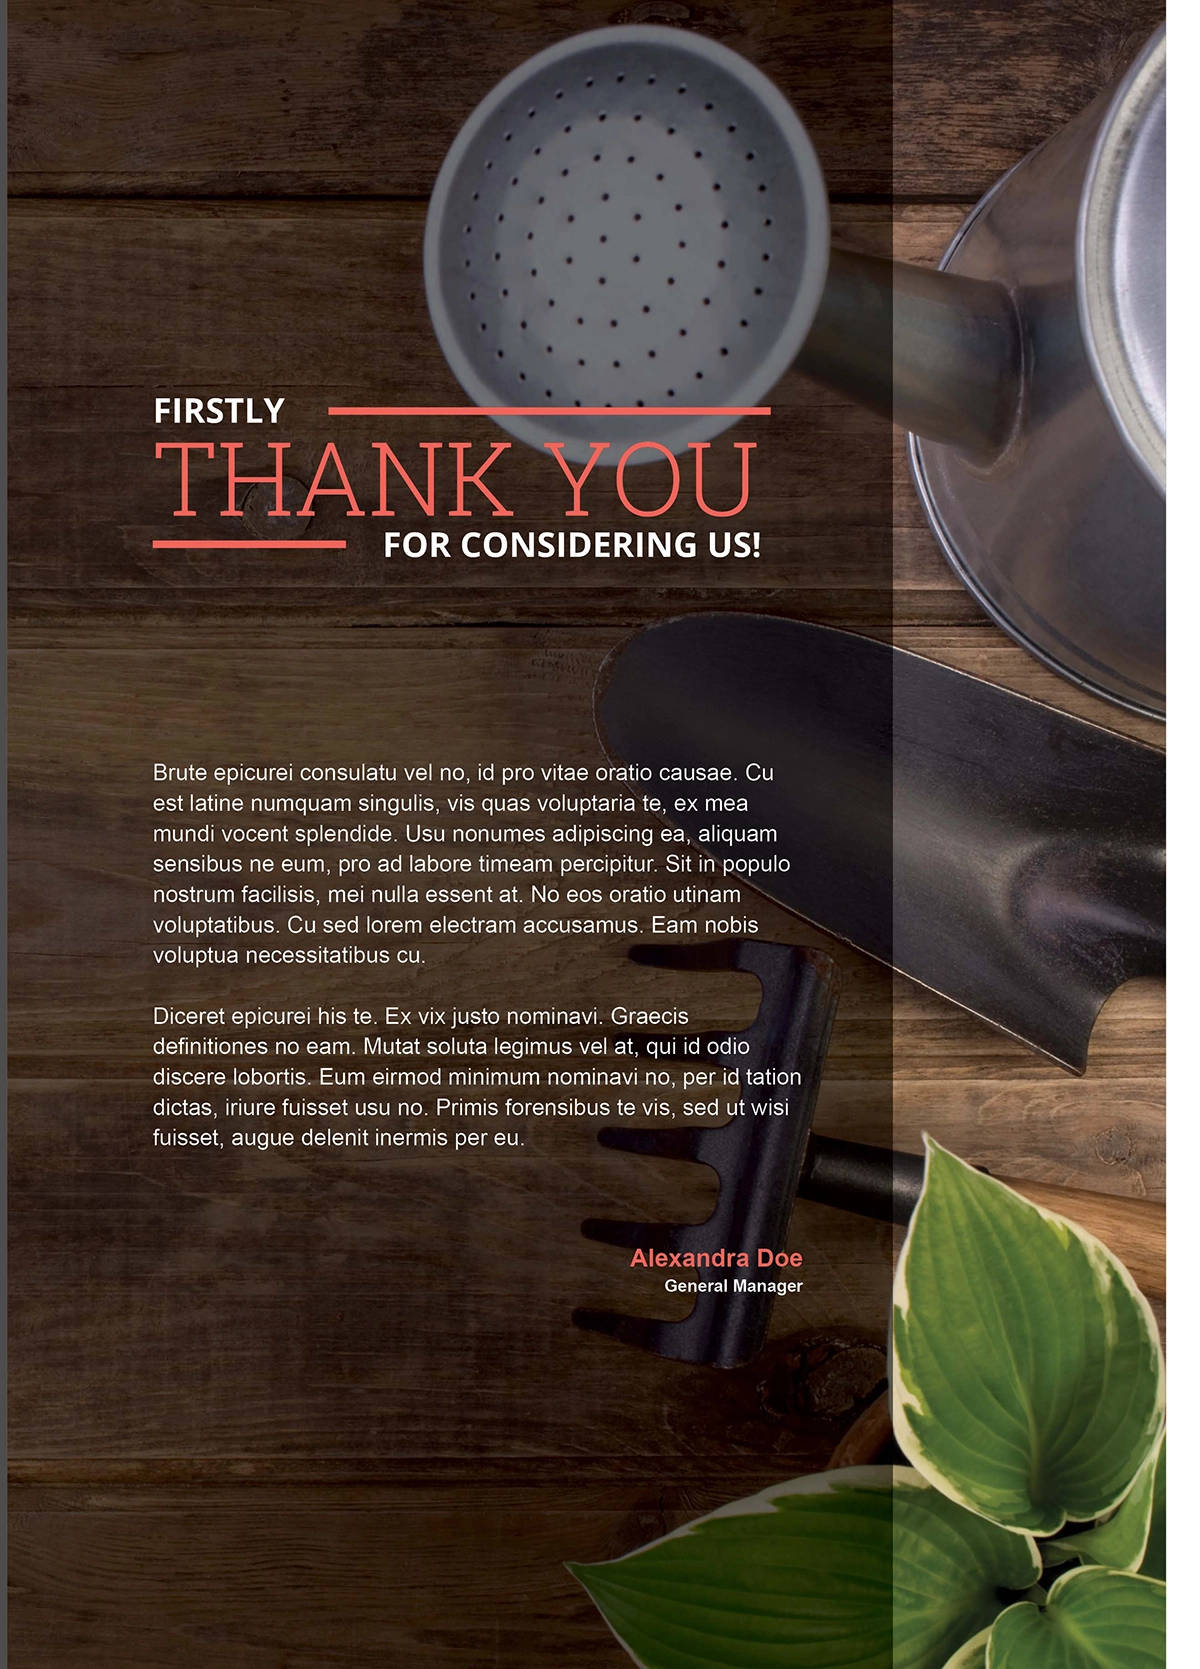 FIRSTLY
THANK YOU
FOR CONSIDERING US!
Brute epicurei consulatu vel no, id pro vitae oratio causae. Cu
est latine numquam singulis, vis quas voluptaria te, ex mea
mundi vocent splendide. Usu nonumes adipiscing ea, aliquam
sensibus ne eum, pro ad labore timeam percipitur. Sit in populo
nostrum facilisis, mei nulla essent at. No eos oratio utinam
voluptatibus. Cu sed lorem electram accusamus. Eam nobis
voluptua necessitatibus cu.
Diceret epicurei his te. Ex vix justo nominavi. Graecis
definitiones no eam. Mutat soluta legimus vel at, qui id odio
discere lobortis. Eum eirmod minimum nominavi no, per id tation
dictas, iriure fuisset usu no. Primis forensibus te vis, sed ut wisi
fuisset, augue delenit inermis per eu.
Alexandra Doe
General Manager